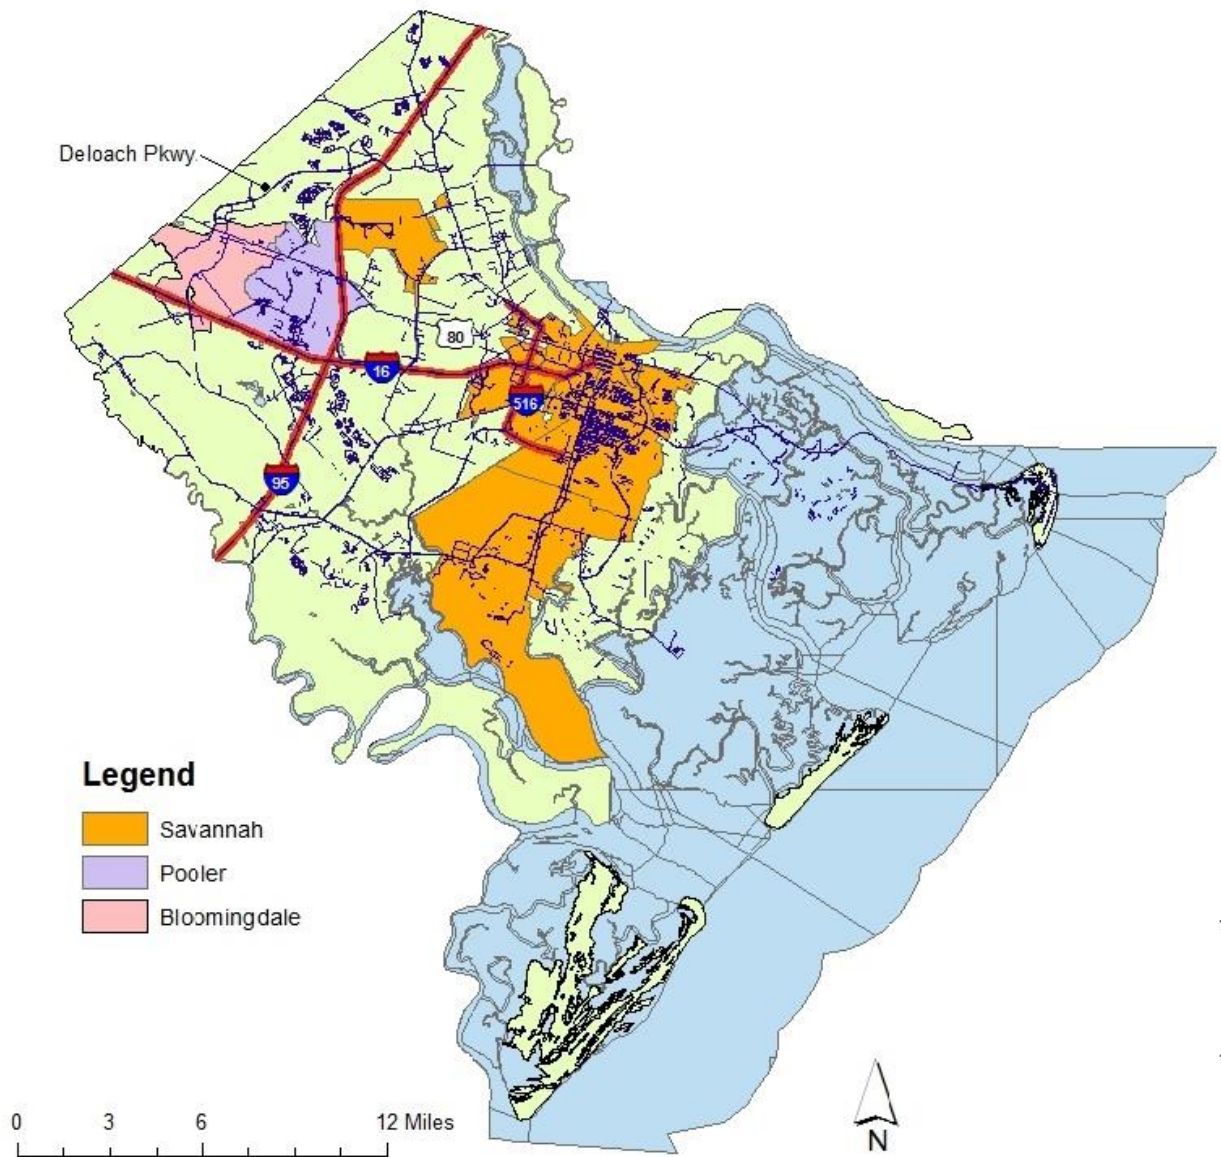 Deloach Pkwy.
80
16
516
95
Legend
Savannah
Pooler
Bloomingdale
0 3 6 12 Miles
N